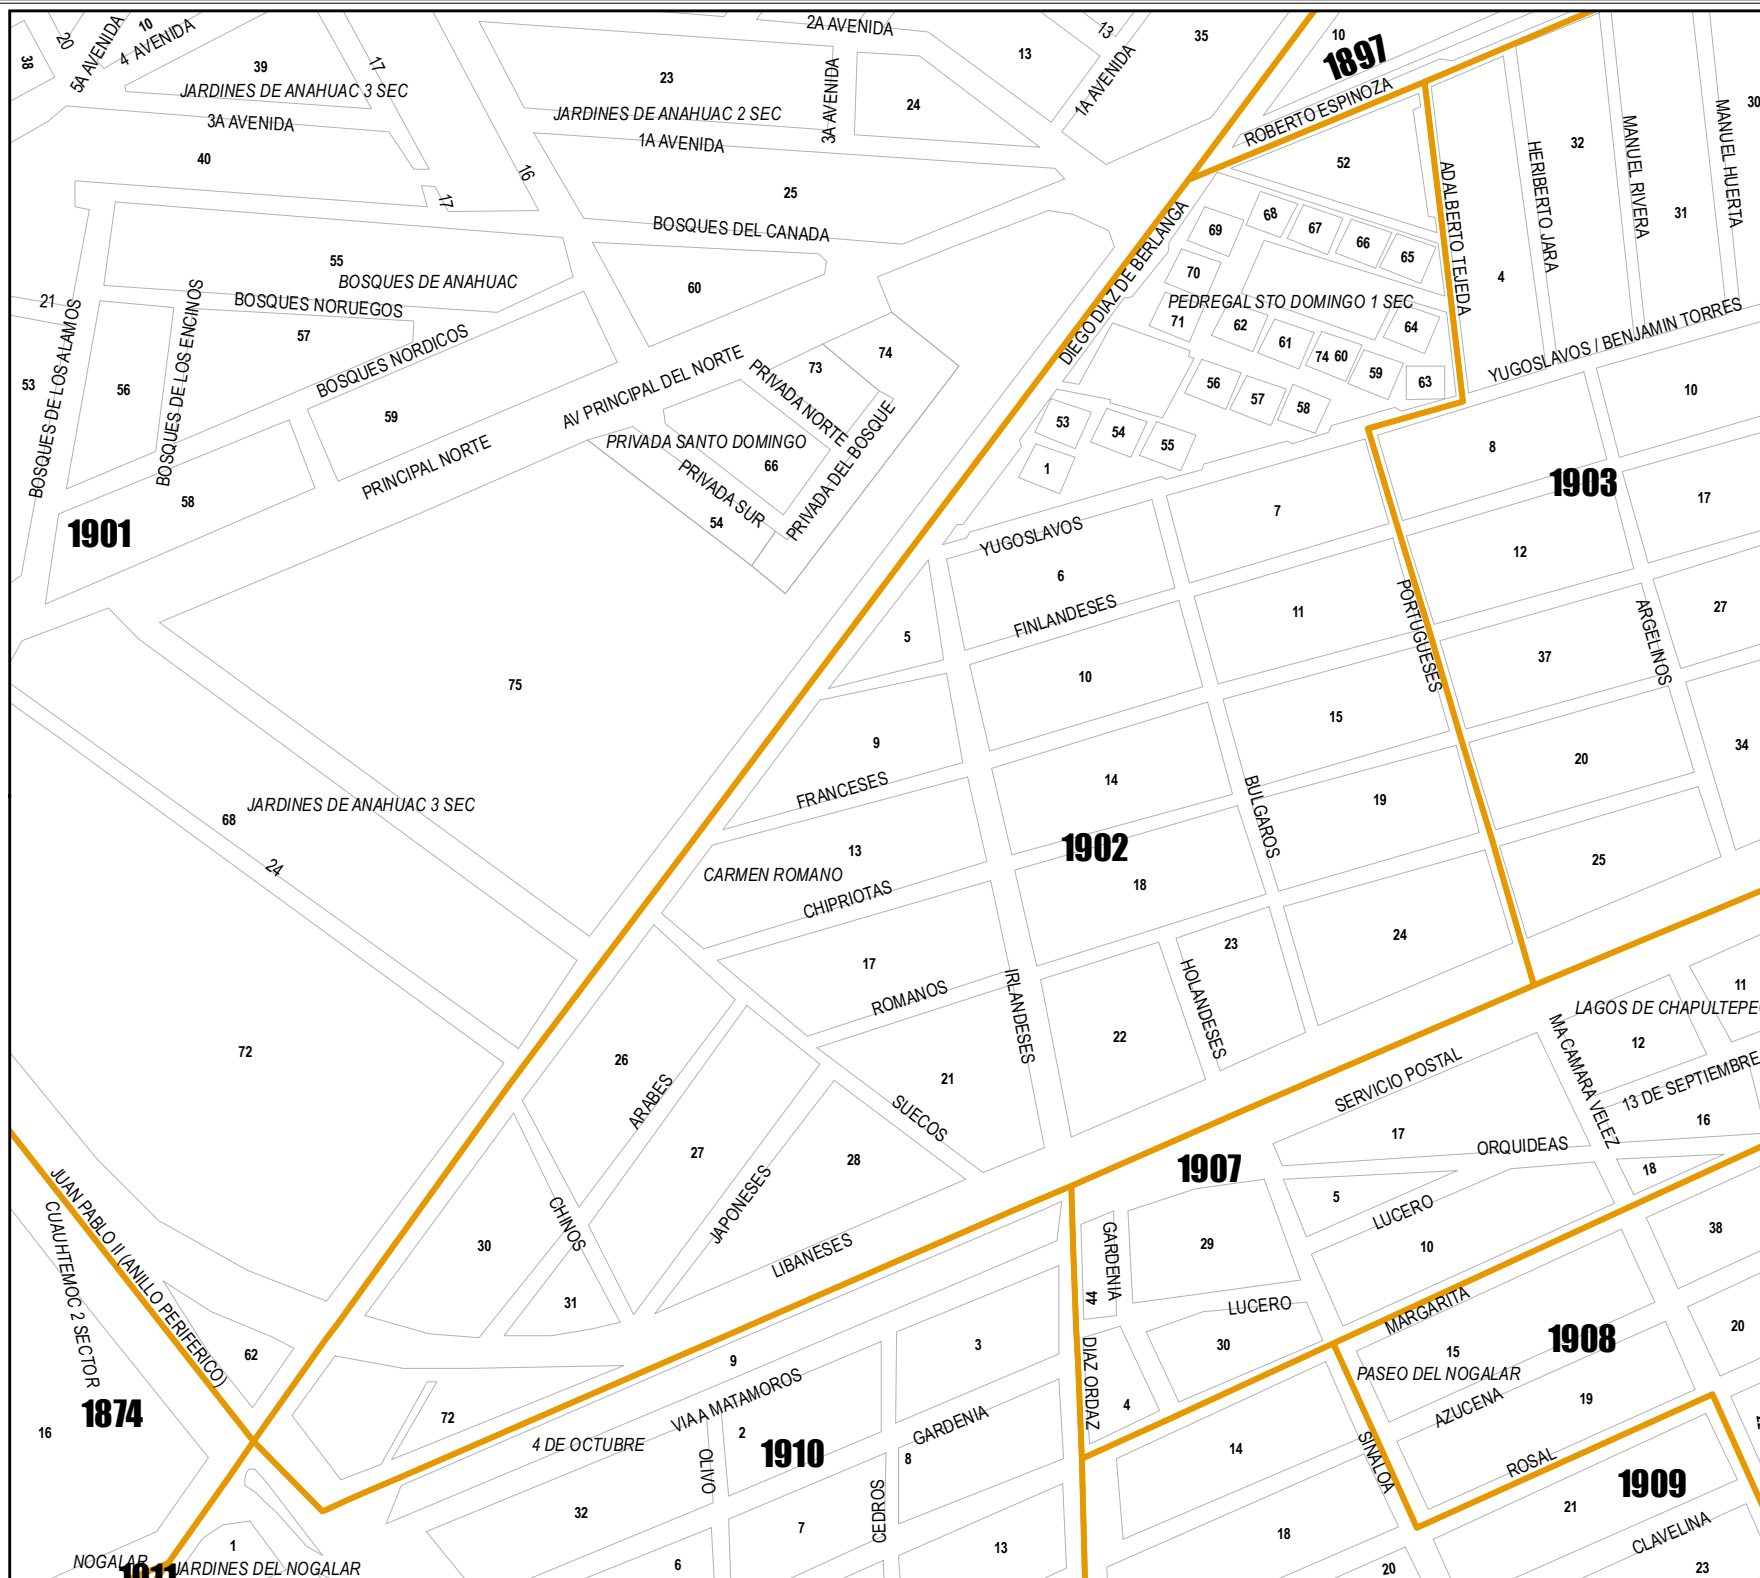 2A AVENIDA
13
35
10
1897
38
20
5A AVENIDA
10
4 AVENIDA
39
17
JARDINES DE ANAHUAC 3 SEC
23
JARDINES DE ANAHUAC 2 SEC
3A AVENIDA
24
13
1A AVENIDA
ROBERTO ESPINOZA
30
3A AVENIDA
1A AVENIDA
40
16
17
25
52
ADALBERTO TEJEDA
HERIBERTO JARA
32
MANUEL RIVERA
MANUEL HUERTA
31
BOSQUES DEL CANADA
DIEGO DIAZ DE BERLANGA
69
68
67
66
65
55
BOSQUES DE ANAHUAC
60
70
4
21
BOSQUES NORUEGOS
PEDREGAL STO DOMINGO 1 SEC
71
62
61
64
BOSQUES DE LOS ALAMOS
BOSQUES DE LOS ENCINOS
57
BOSQUES NORDICOS
YUGOSLAVOS / BENJAMIN TORRES
53
56
59
AV PRINCIPAL DEL NORTE
73
74
PRIVADA NORTE
74
60
59
63
56
57
58
10
PRIVADA SANTO DOMINGO
66
PRIVADA DEL BOSQUE
53
54
55
1
8
1903
PRINCIPAL NORTE
PRIVADA SUR
58
54
1901
7
17
YUGOSLAVOS
6
12
FINLANDESES
11
PORTUGUESES
27
5
ARGELINOS
37
75
10
15
9
34
20
14
FRANCESES
19
BULGAROS
JARDINES DE ANAHUAC 3 SEC
68
24
13
1902
25
CARMEN ROMANO
CHIPRIOTAS
18
17
23
24
ROMANOS
IRLANDESES
HOLANDESES
11
LAGOS DE CHAPULTEPE
72
26
22
12
MA CAMARA VELEZ
21
SERVICIO POSTAL
13 DE SEPTIEMBRE
ARABES
SUECOS
17
16
27
28
ORQUIDEAS
1907
18
JUAN PABLO II (ANILLO PERIFERICO)
CUAUHTEMOC 2 SECTOR
CHINOS
JAPONESES
5
LUCERO
30
LIBANESES
GARDENIA
29
10
38
31
44
LUCERO
MARGARITA
62
9
3
DIAZ ORDAZ
30
15
1908
20
PASEO DEL NOGALAR
1874
VIA A MATAMOROS
4
AZUCENA
19
16
72
4 DE OCTUBRE
OLIVO
2
1910
GARDENIA
8
14
SINALOA
ROSAL
1909
32
7
CEDROS
21
1
13
18
CLAVELINA
NOGALAR
1911
JARDINES DEL NOGALAR
6
20
23